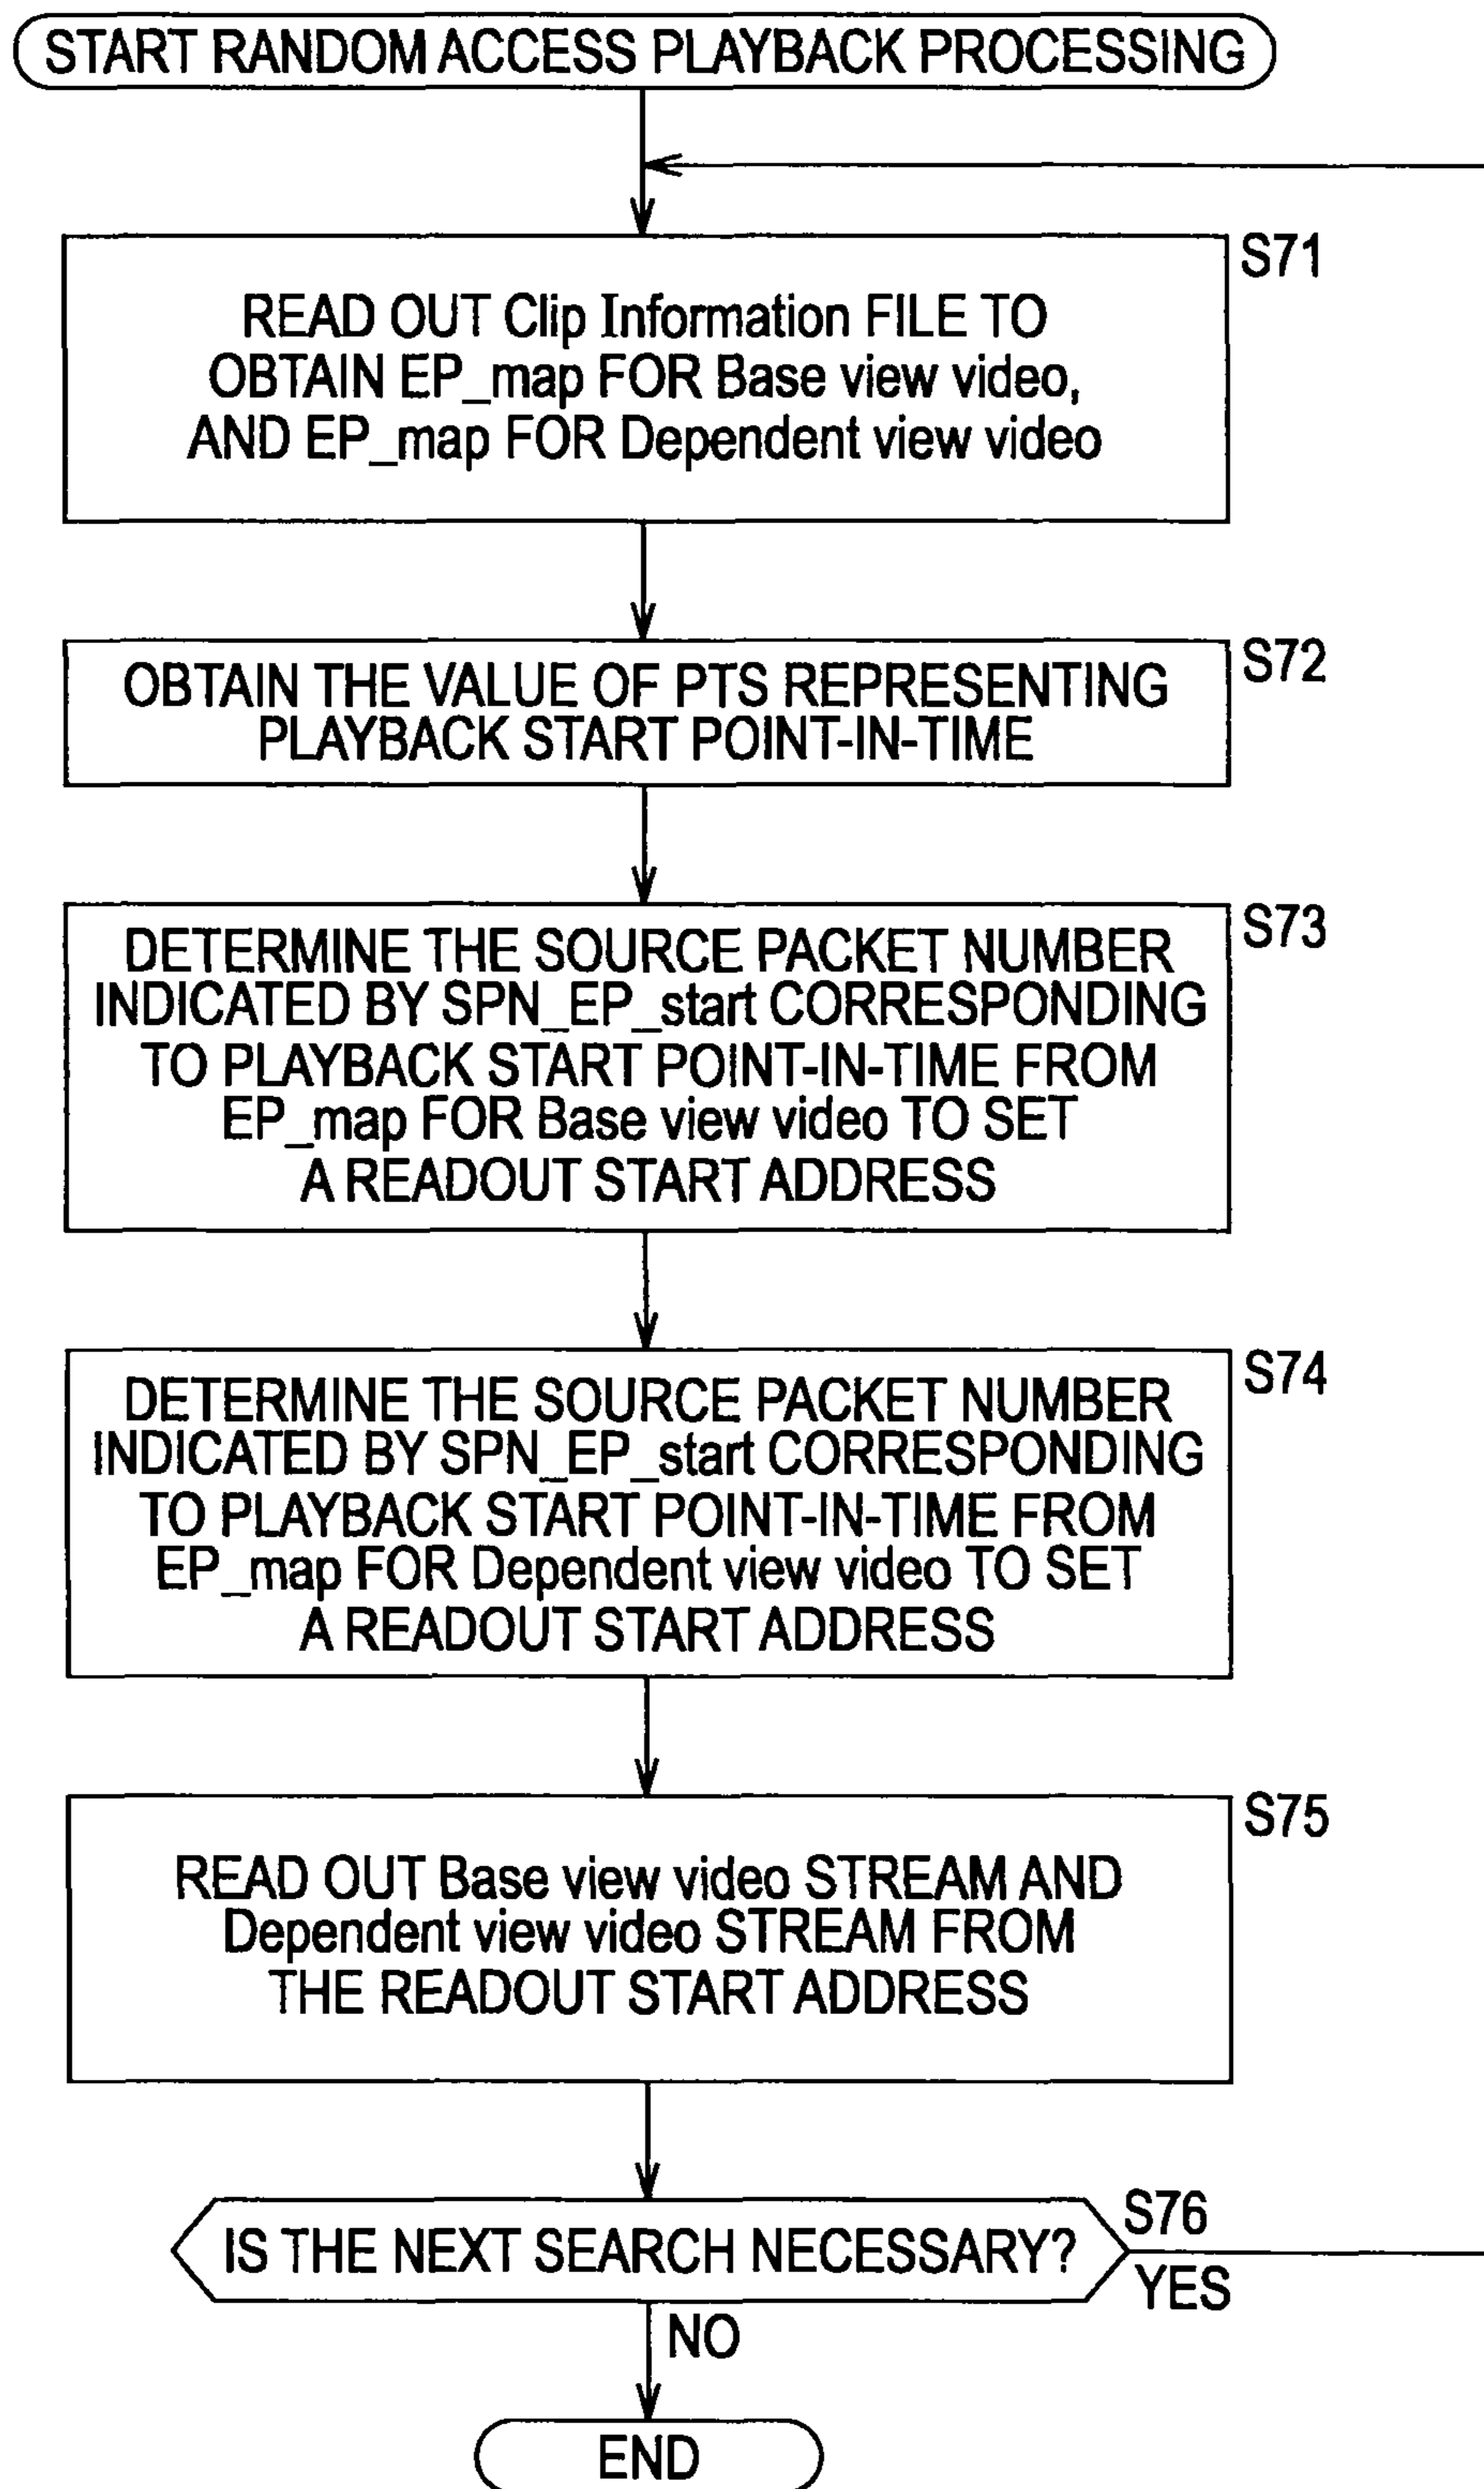 START RANDOM ACCESS PLAYBACK PROCESSING
S71
READ OUT Clip Information FILE TO
OBTAIN EP_map FOR Base view video,
AND EP_map FOR Dependent view video
S72
OBTAIN THE VALUE OF PTS REPRESENTING
PLAYBACK START POINT-IN-TIME
S73
DETERMINE THE SOURCE PACKET NUMBER
INDICATED BY SPN_EP_start CORRESPONDING
TO PLAYBACK START POINT-IN-TIME FROM
EP_map FOR Base view video TO SET
A READOUT START ADDRESS
S74
DETERMINE THE SOURCE PACKET NUMBER
INDICATED BY SPN_EP_start CORRESPONDING
TO PLAYBACK START POINT-IN-TIME FROM
EP_map FOR Dependent view video TO SET
A READOUT START ADDRESS
S75
READ OUT Base view video STREAM AND
Dependent view video STREAM FROM
THE READOUT START ADDRESS
S76
IS THE NEXT SEARCH NECESSARY?
YES
NO
END